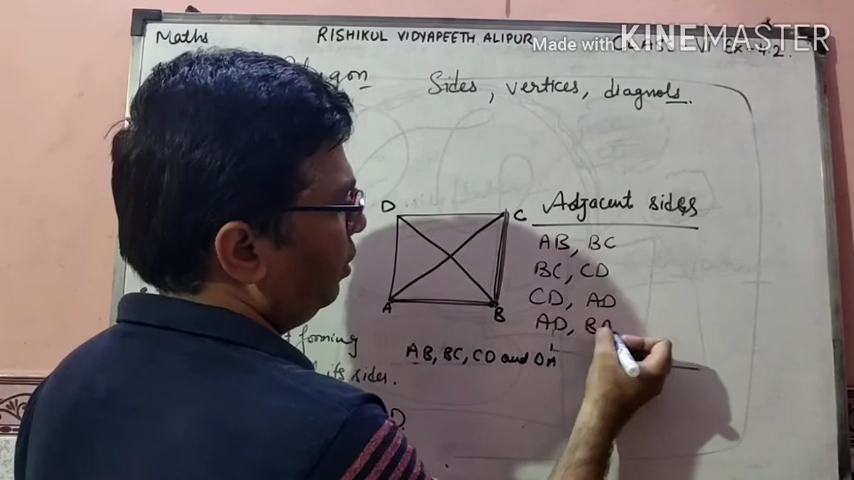 Maths RISHIKUL VIDYAPEETH ALIPUR
Made with KINEMASTER
Sides, vertices, diagnols.
D C
A B
Adjacent sides
AB, BC
BC, CD
CD, AD
AD, BA
forming
AB, BC, CD and DA
its sides.
D